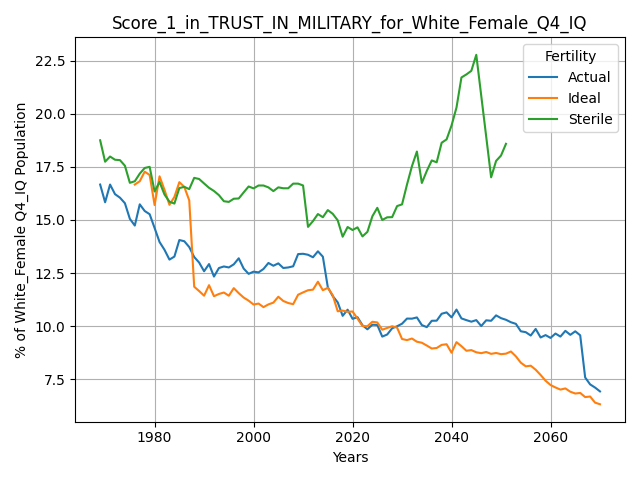 Score_1_in_TRUST_IN_MILITARY_for_White_Female_Q4_IQ
Fertility
Actual
Ideal
Sterile
% of White_Female Q4_IQ Population
22.5
20.0
17.5
15.0
12.5
10.0
7.5
1980
2000
2020
2040
2060
Years